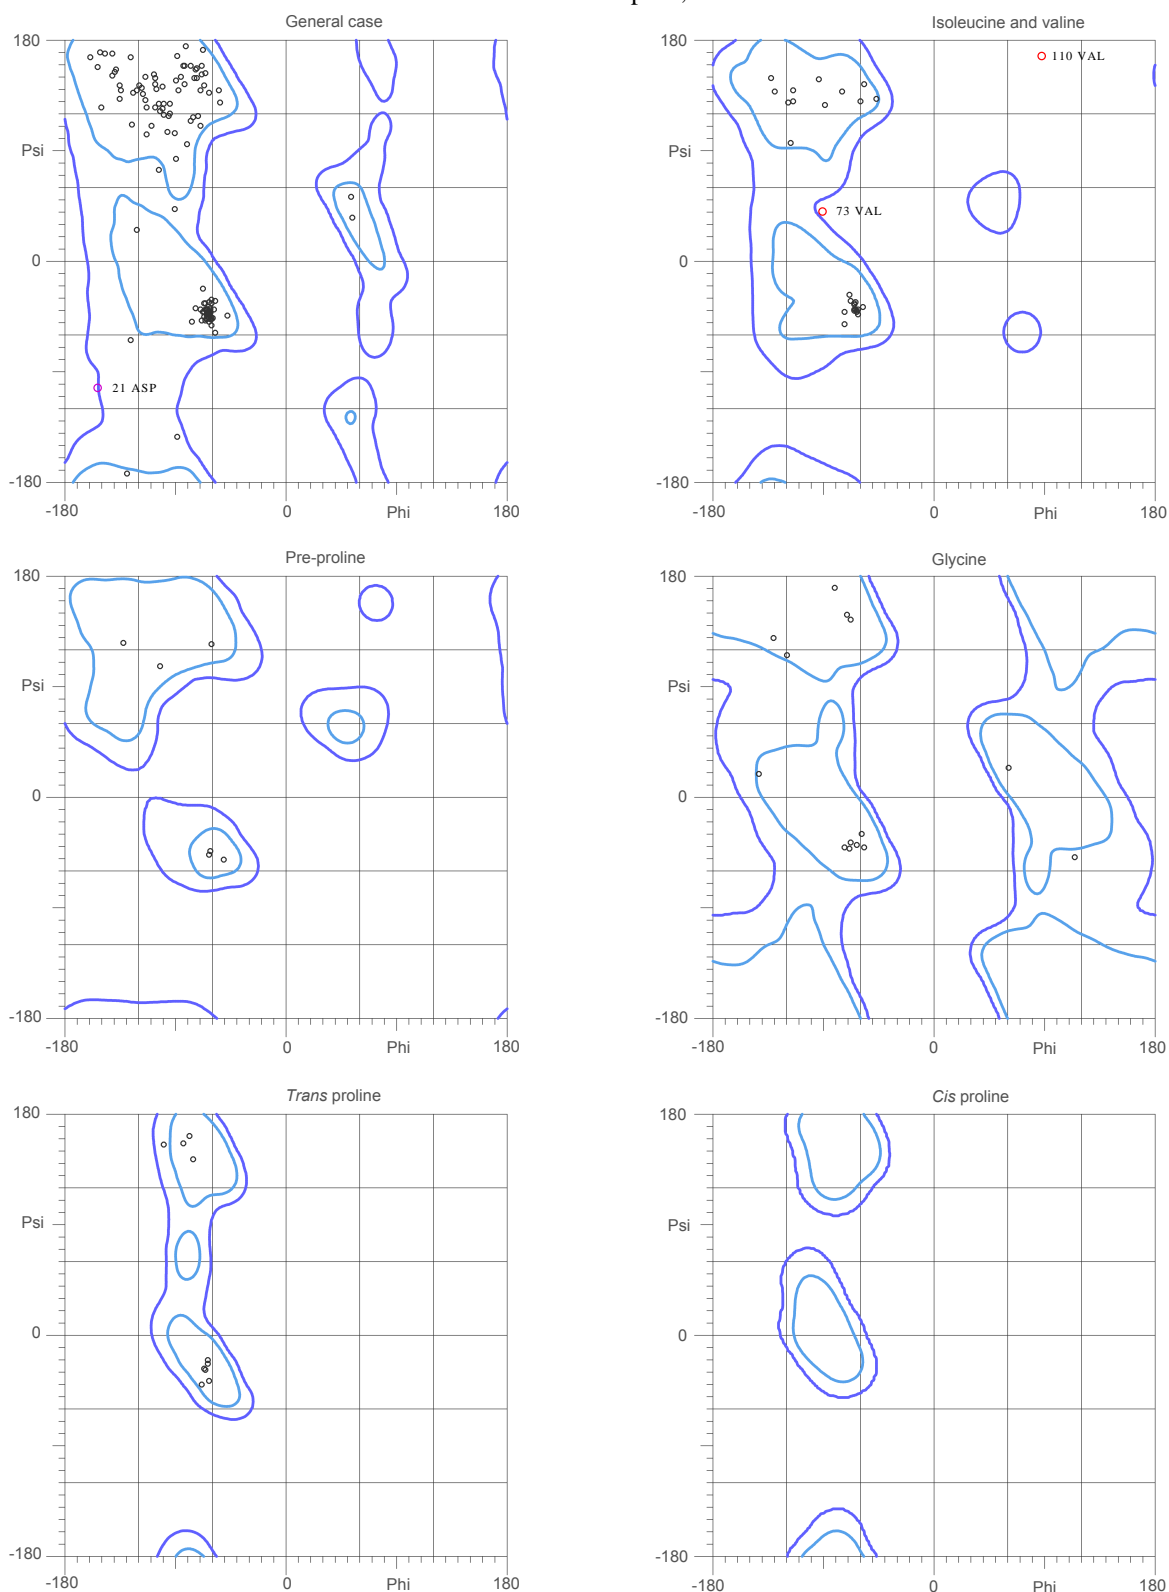 General case
Isoleucine and valine
180
180
110 VAL
Psi
Psi
73 VAL
0
0
21 ASP
-180
-180
-180
0
Phi
180
-180
0
Phi
180
Pre-proline
Glycine
180
180
Psi
Psi
0
0
-180
-180
-180
0
Phi
180
-180
0
Phi
180
Trans proline
Cis proline
180
180
Psi
Psi
0
0
-180
-180
-180
0
Phi
180
-180
0
Phi
180